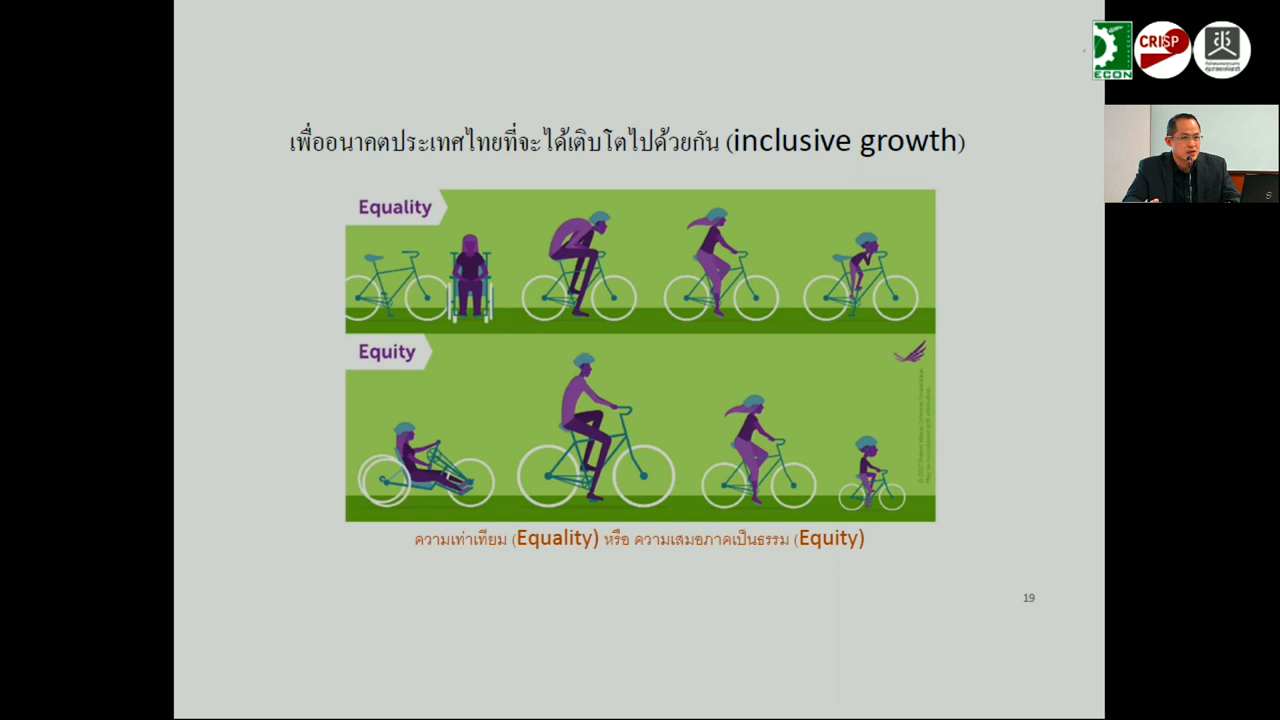 เพื่ออนาคตประเทศไทยที่จะได้เติบโตไปด้วยกัน (inclusive growth)
Equality
Equity
ความเท่าเทียม (Equality) หรือ ความเสมอภาคเป็นธรรม (Equity)
19
ECON
CRISP